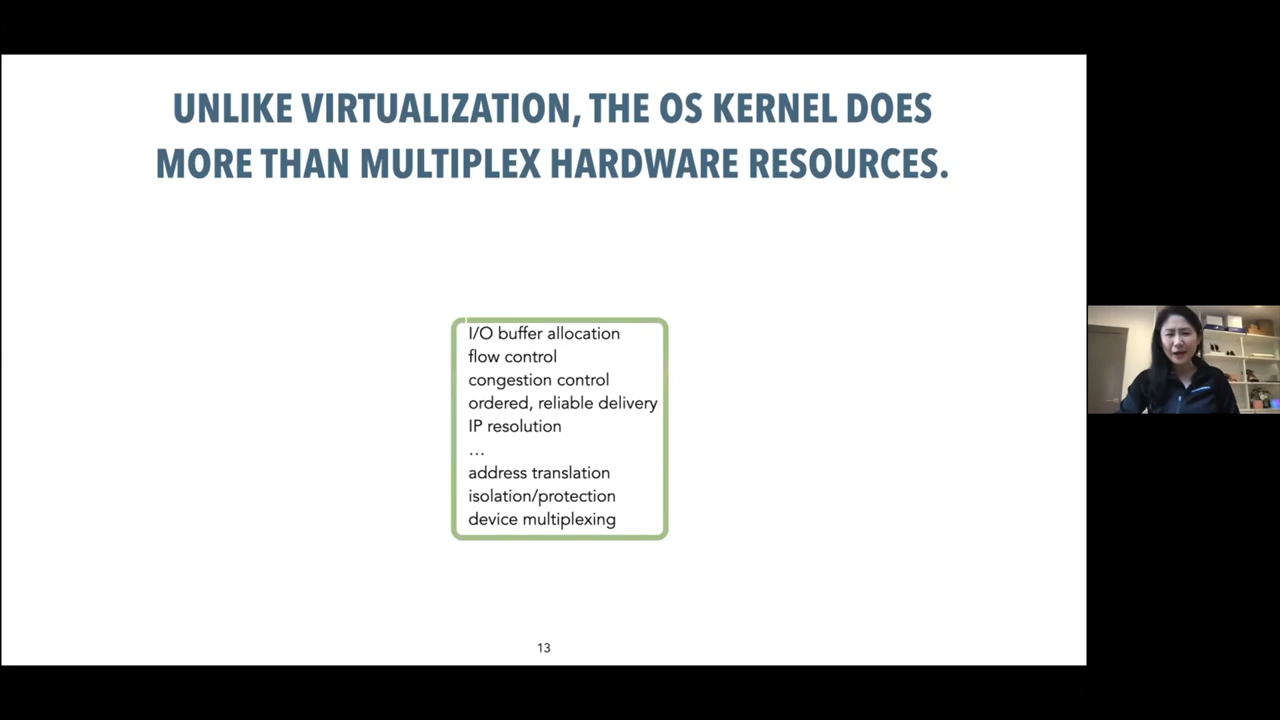 UNLIKE VIRTUALIZATION, THE OS KERNEL DOES
MORE THAN MULTIPLEX HARDWARE RESOURCES.
I/O buffer allocation
flow control
congestion control
ordered, reliable delivery
IP resolution
…
address translation
isolation/protection
device multiplexing
13